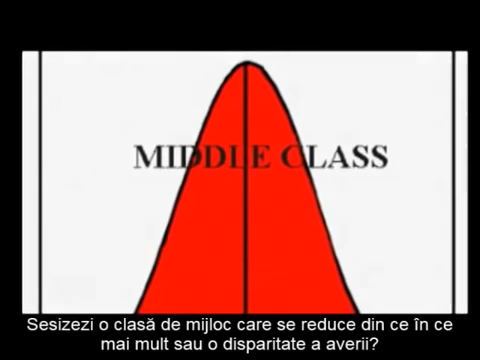 MIDDLE CLASS
Sesizezi o clasă de mijloc care se reduce din ce în ce
mai mult sau o disparitate a averii?